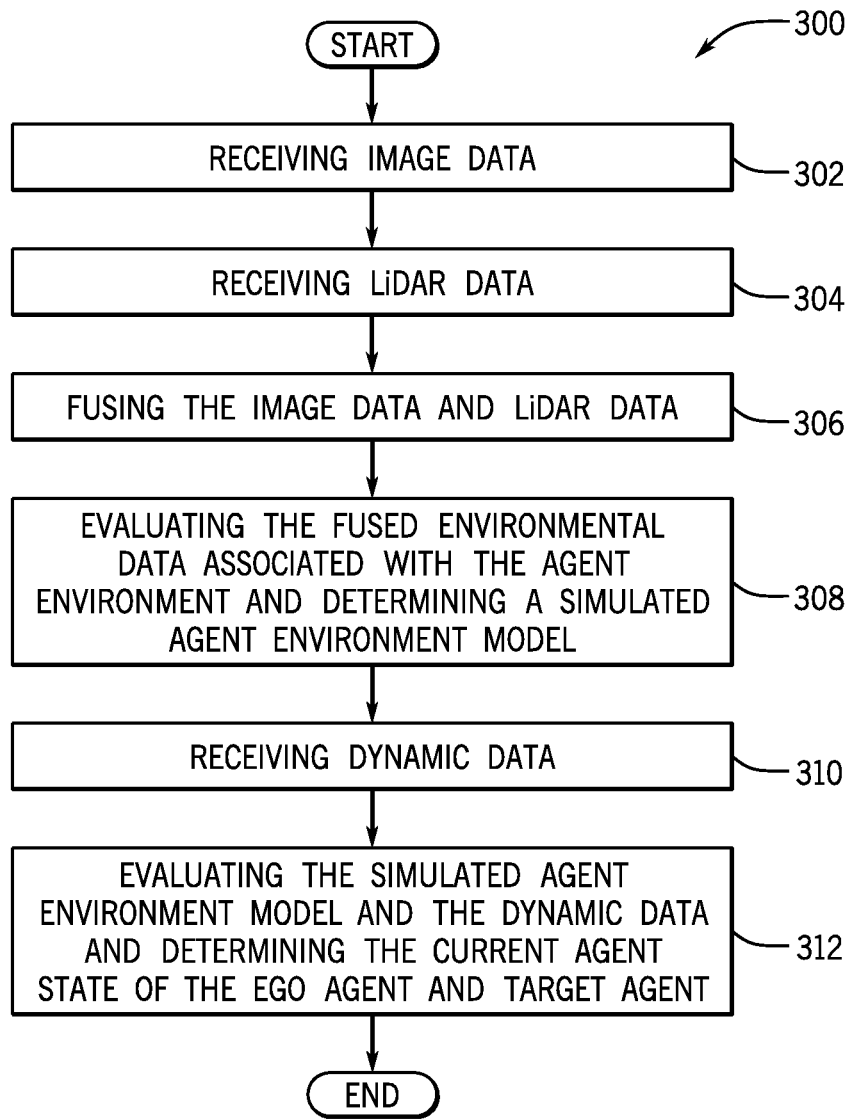 START
300
RECEIVING IMAGE DATA
302
RECEIVING LiDAR DATA
304
FUSING THE IMAGE DATA AND LiDAR DATA
306
EVALUATING THE FUSED ENVIRONMENTAL
DATA ASSOCIATED WITH THE AGENT
ENVIRONMENT AND DETERMINING A SIMULATED
AGENT ENVIRONMENT MODEL
308
RECEIVING DYNAMIC DATA
310
EVALUATING THE SIMULATED AGENT
ENVIRONMENT MODEL AND THE DYNAMIC DATA
AND DETERMINING THE CURRENT AGENT
STATE OF THE EGO AGENT AND TARGET AGENT
312
END